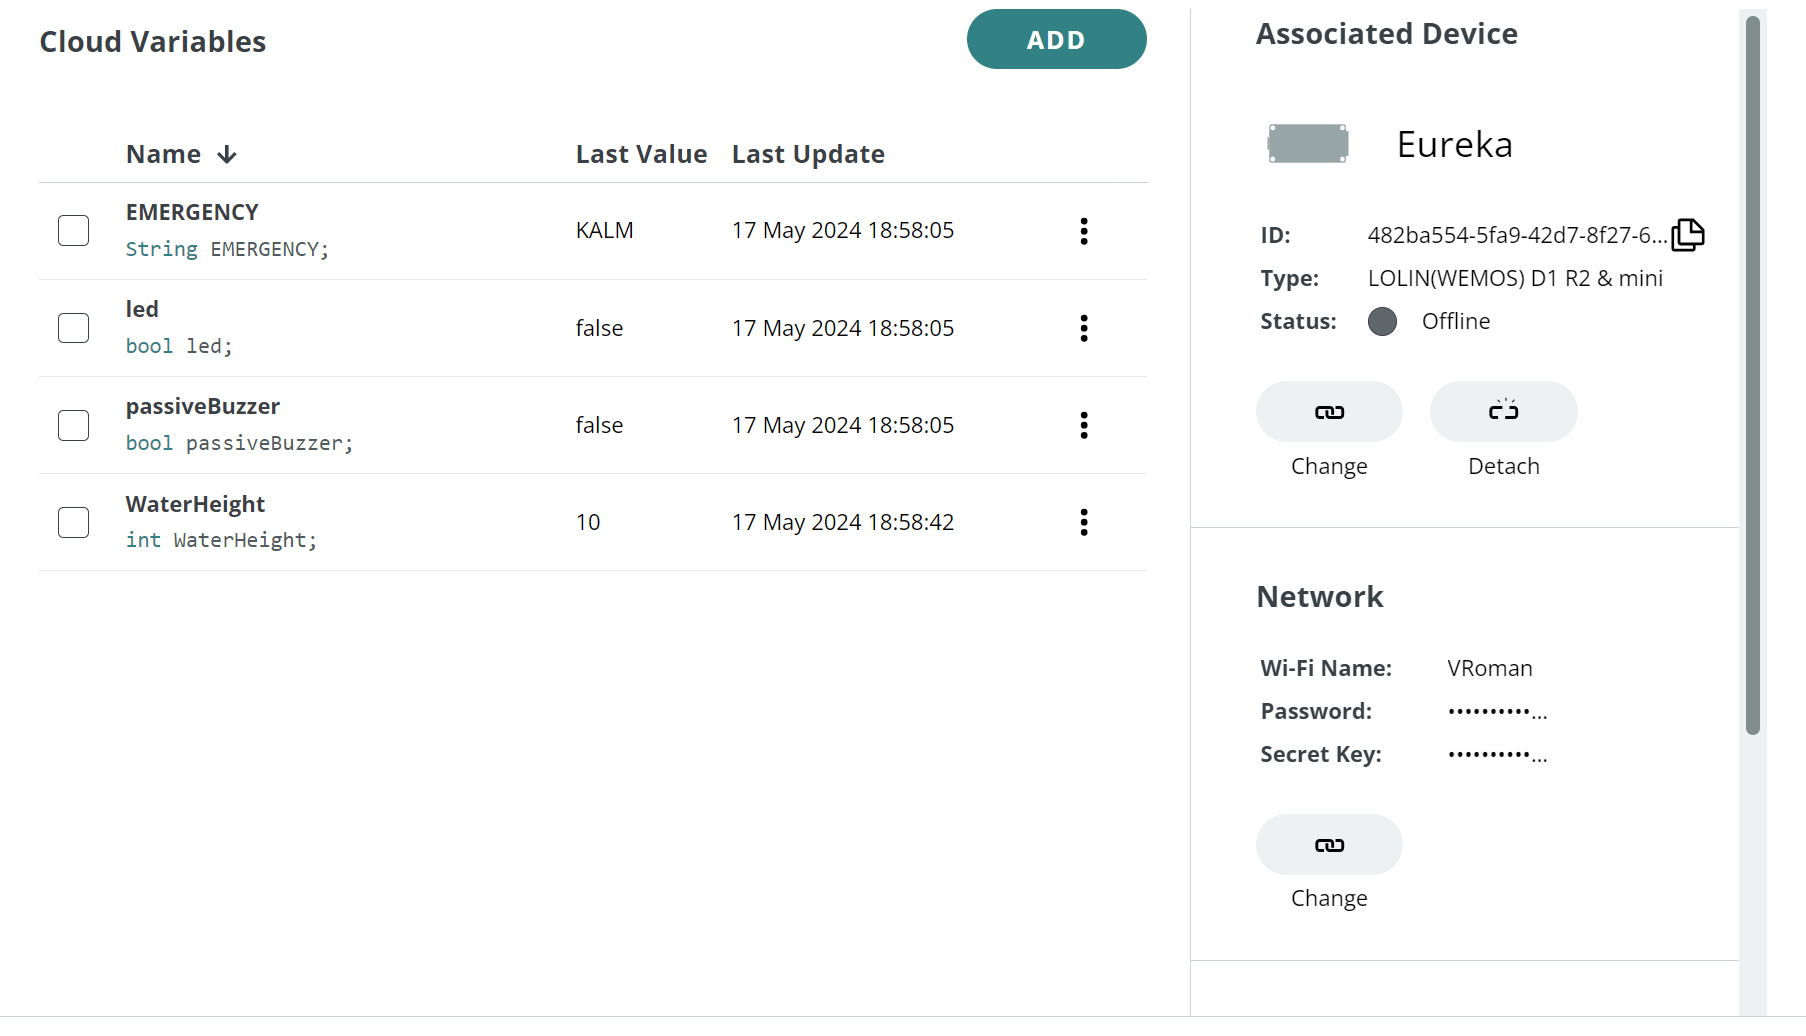 Cloud Variables
ADD
Name Last Value Last Update
EMERGENCY
String EMERGENCY;
KALM
17 May 2024 18:58:05
led
bool led;
false
17 May 2024 18:58:05
passiveBuzzer
bool passiveBuzzer;
false
17 May 2024 18:58:05
WaterHeight
int WaterHeight;
10
17 May 2024 18:58:42
Associated Device
Eureka
ID: 482ba554-5fa9-42d7-8f27-6...
Type: LOLIN(WEMOS) D1 R2 & mini
Status: Offline
Change Detach
Network
Wi-Fi Name: VRoman
Password: ••••••••••...
Secret Key: ••••••••••...
Change